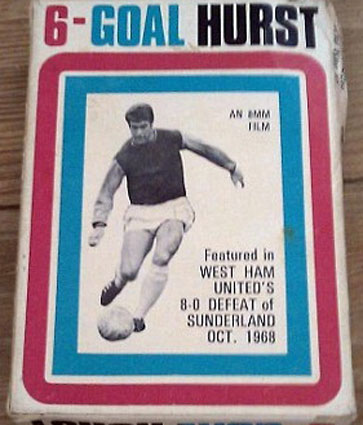 6-GOAL HURST
AN 8MM
FILM
Featured in
WEST HAM
UNITED'S
8-0 DEFEAT of
SUNDERLAND
OCT. 1968